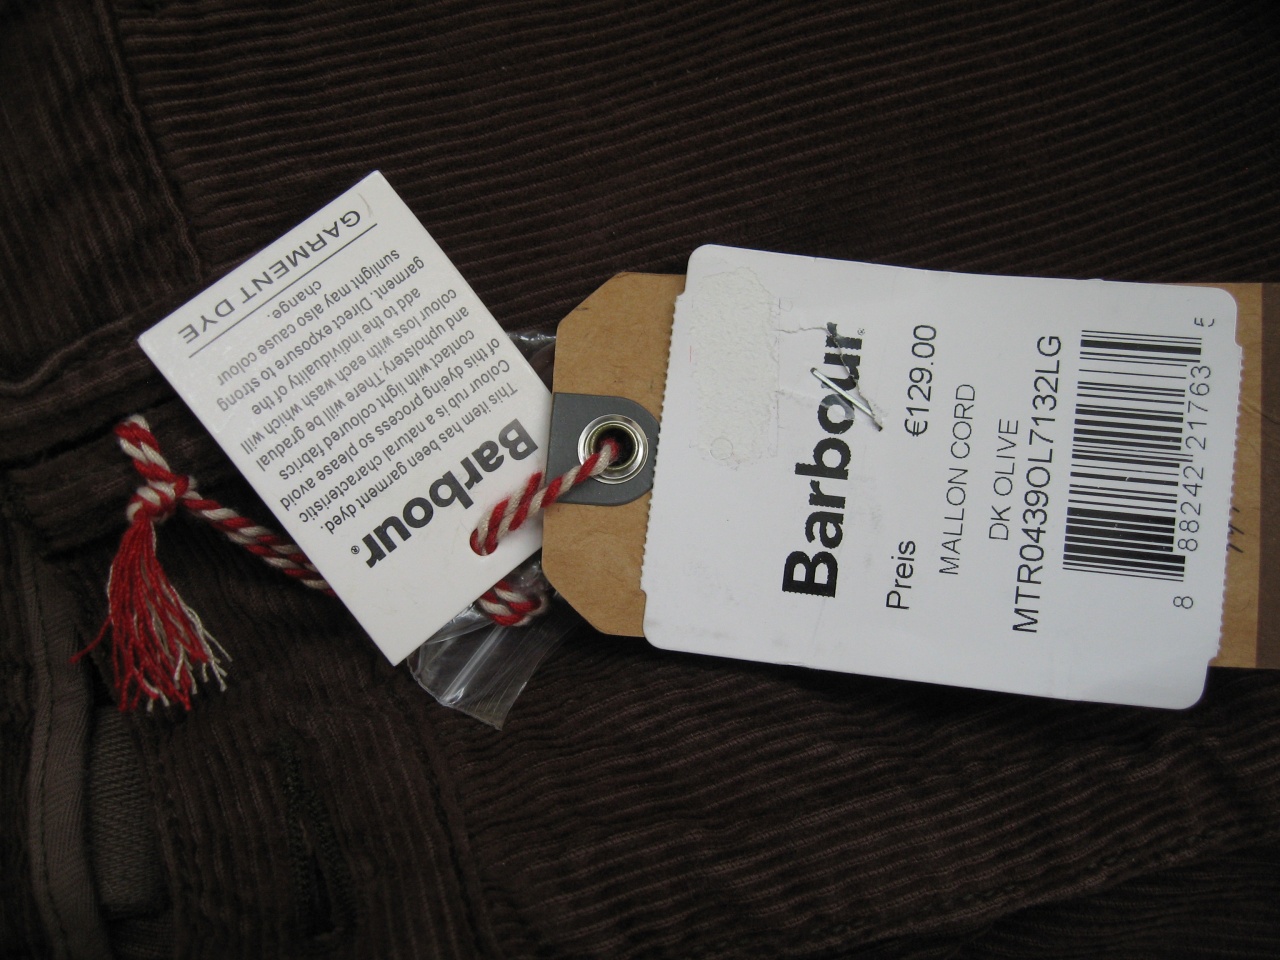 GARMENT DYE
This item has been garment dyed.
Colour rub is a natural characteristic
of this dyeing process so please avoid
contact with light coloured fabrics
and upholstery. There will be gradual
colour loss with each wash which will
add to the individuality of the
garment. Direct exposure to strong
sunlight may also cause colour
change.
Barbour®
Barbour®
Preis €129.00
MALLON CORD
DK OLIVE
MTR0439OL7132LG
8 88242 21763 5